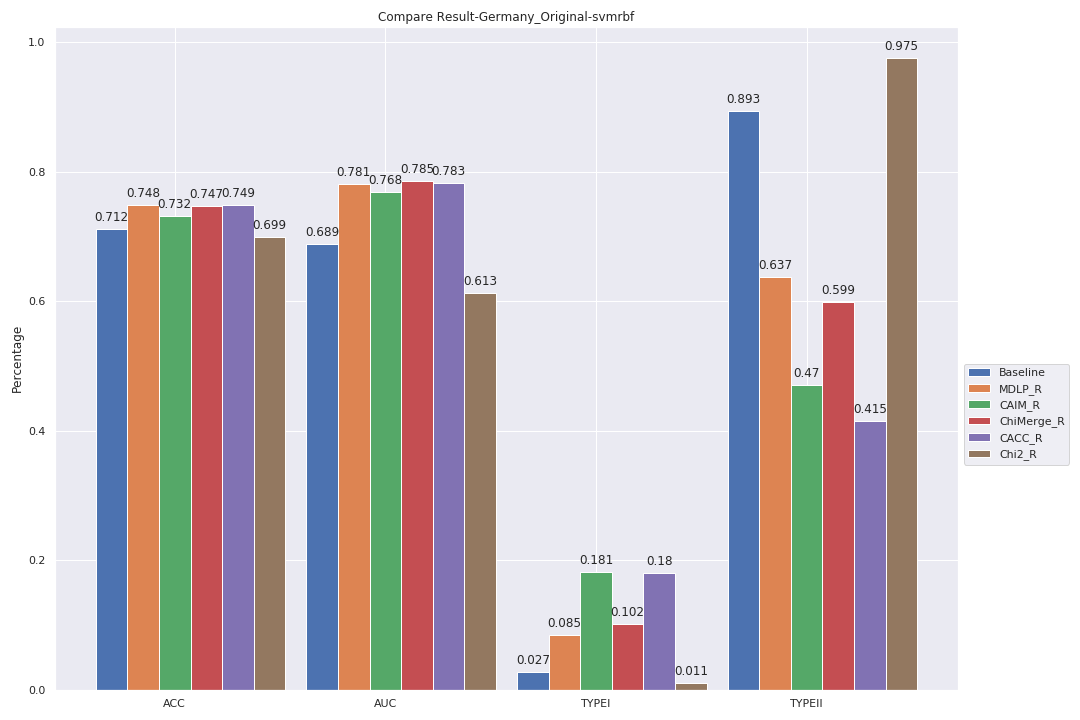 Compare Result-Germany_Original-svmrbf
Percentage
1.0
0.8
0.6
0.4
0.2
0.0
0.712
0.748
0.732
0.747
0.749
0.699
0.689
0.781
0.768
0.785
0.783
0.613
0.027
0.085
0.181
0.102
0.18
0.011
0.893
0.637
0.47
0.599
0.415
0.975
ACC
AUC
TYPEI
TYPEII
Baseline
MDLP_R
CAIM_R
ChiMerge_R
CACC_R
Chi2_R